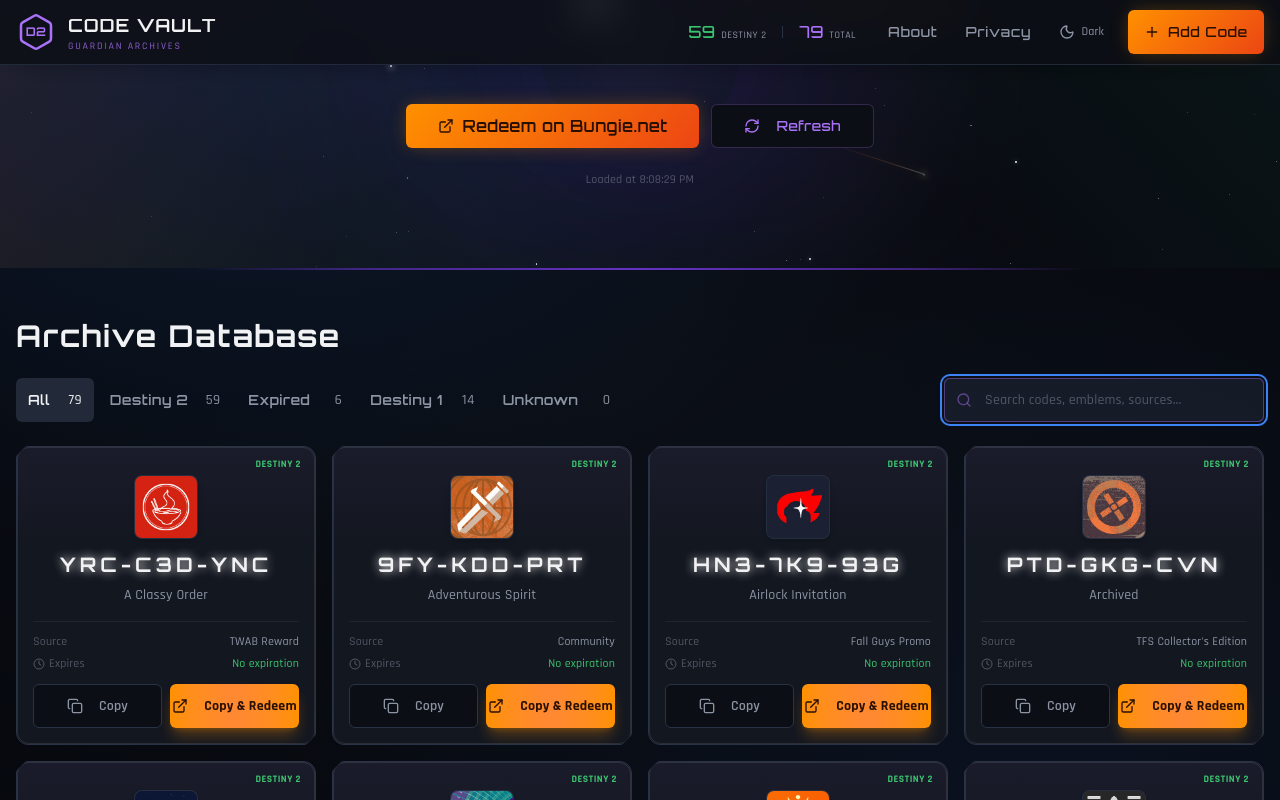 D2
CODE VAULT
GUARDIAN ARCHIVES
59 DESTINY 2
79 TOTAL
About
Privacy
Dark
Add Code
Redeem on Bungie.net
Refresh
Loaded at 8:08:29 PM
Archive Database
All 79
Destiny 2 59
Expired 6
Destiny 1 14
Unknown 0
Search codes, emblems, sources...
DESTINY 2
YRC-C3D-YNC
A Classy Order
Source TWAB Reward
Expires No expiration
Copy
Copy & Redeem
DESTINY 2
9FY-KDD-PRT
Adventurous Spirit
Source Community
Expires No expiration
Copy
Copy & Redeem
DESTINY 2
HN3-7K9-93G
Airlock Invitation
Source Fall Guys Promo
Expires No expiration
Copy
Copy & Redeem
DESTINY 2
PTD-GKG-CVN
Archived
Source TFS Collector's Edition
Expires No expiration
Copy
Copy & Redeem
DESTINY 2
DESTINY 2
DESTINY 2
DESTINY 2